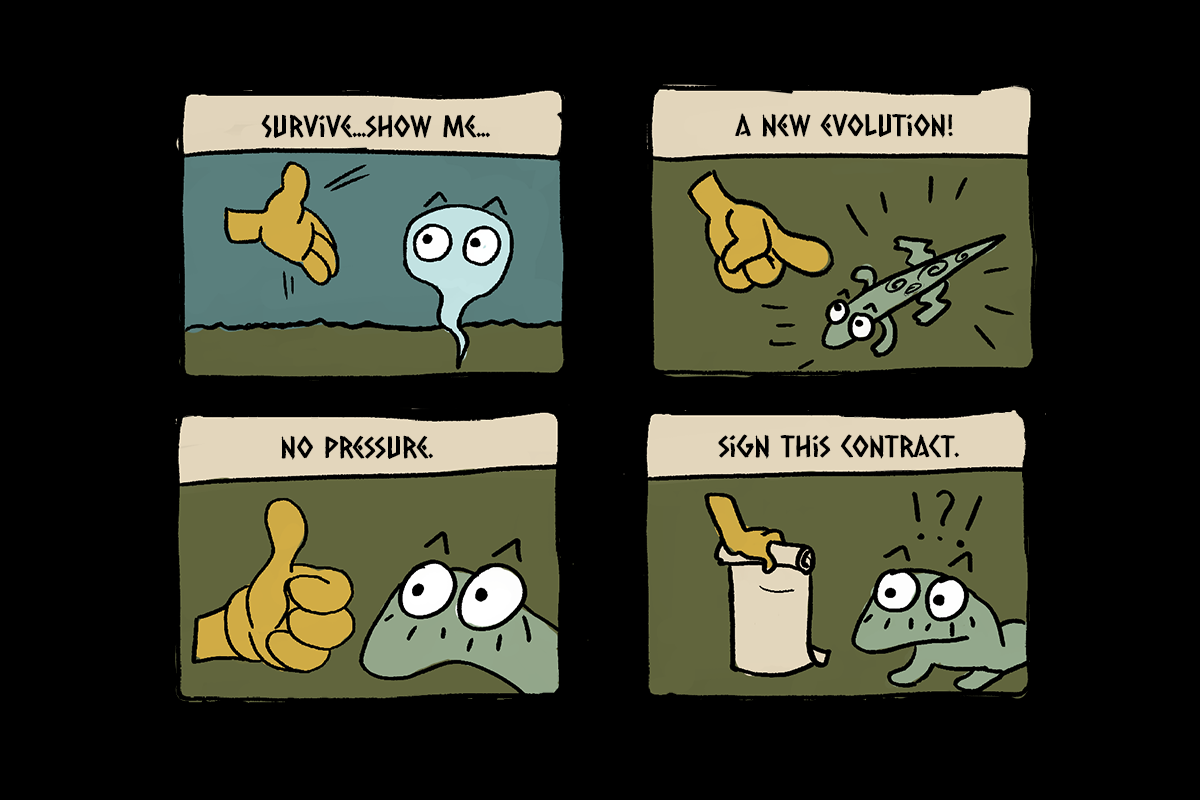 SURVIVE...SHOW ME...
A NEW EVOLUTION!
NO PRESSURE.
SIGN THIS CONTRACT.
!?!